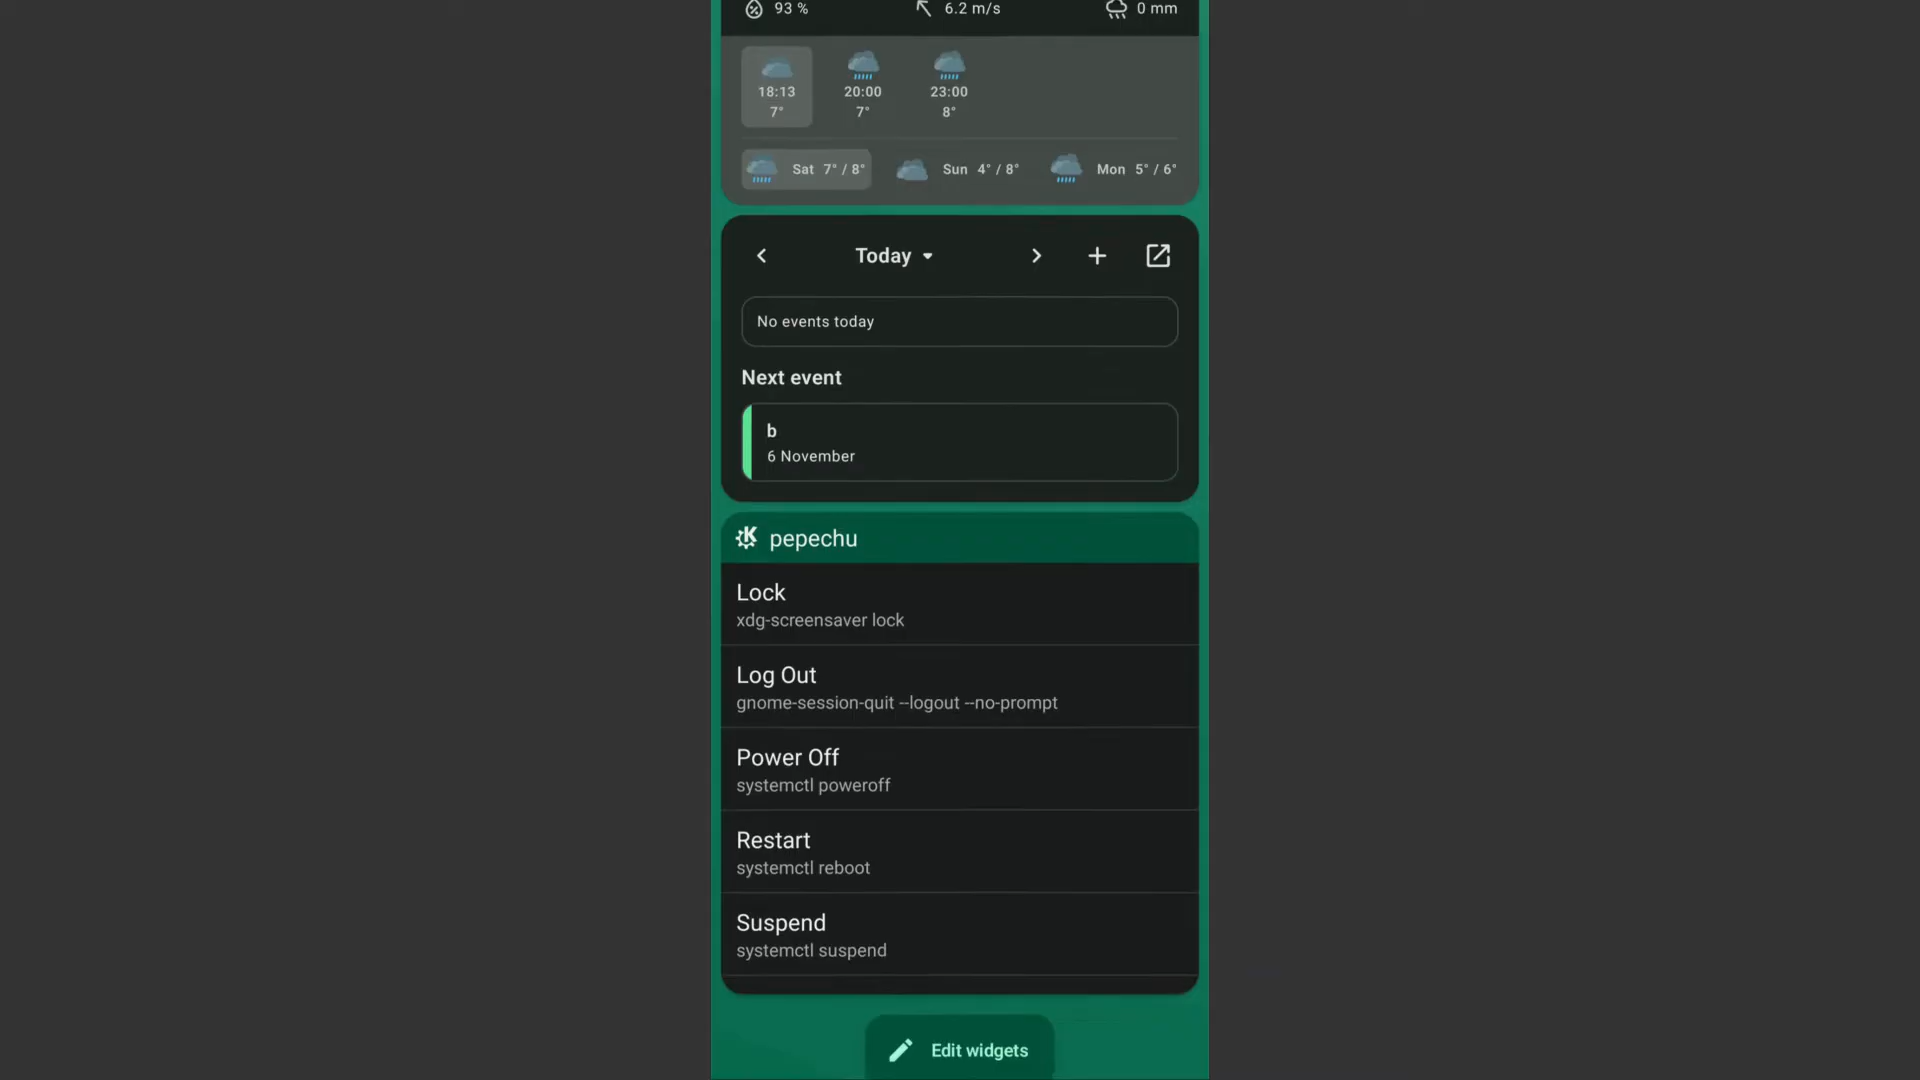 93 % 6.2 m/s 0 mm
18:13 20:00 23:00
7° 7° 8°
Sat 7° / 8° Sun 4° / 8° Mon 5° / 6°
Today
No events today
Next event
b
6 November
pepechu
Lock
xdg-screensaver lock
Log Out
gnome-session-quit --logout --no-prompt
Power Off
systemctl poweroff
Restart
systemctl reboot
Suspend
systemctl suspend
Edit widgets